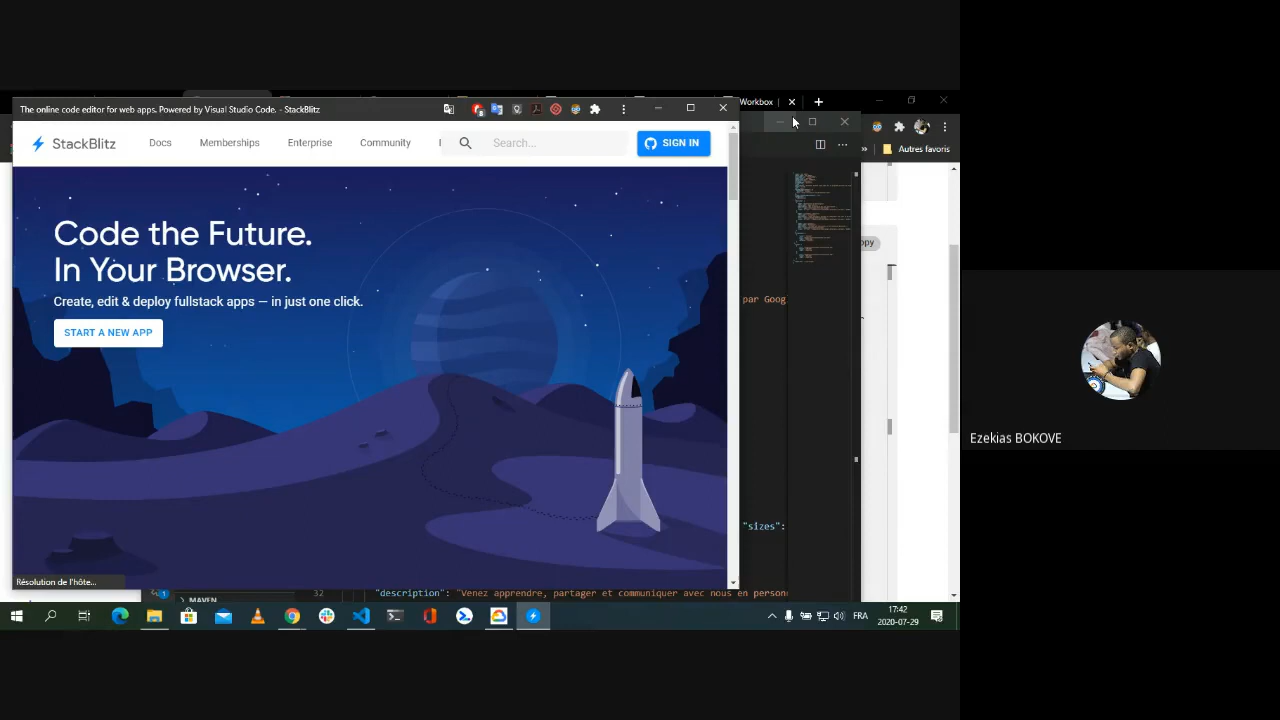 The online code editor for web apps. Powered by Visual Studio Code. - StackBlitz
Workbox
StackBlitz
Docs
Memberships
Enterprise
Community
Search...
SIGN IN
Autres favoris
Code the Future.
In Your Browser.
Create, edit & deploy fullstack apps — in just one click.
START A NEW APP
opy
par Goog
"sizes":
Résolution de l'hôte...
1
MAVEN
32
"description": "Venez apprendre, partager et communiquer avec nous en personn
FRA
17:42
2020-07-29
Ezekias BOKOVE